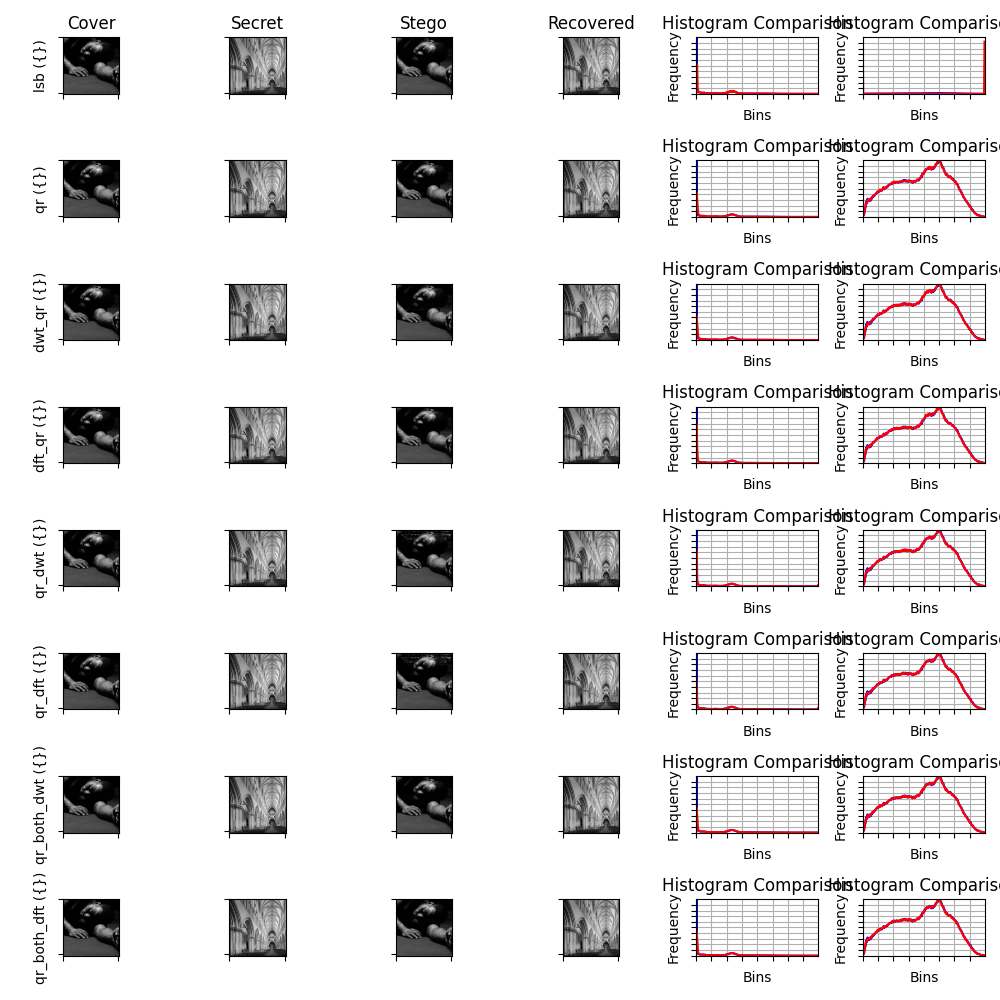 Cover Secret Stego Recovered Histogram Comparison Histogram Comparis
lsb ({}) Frequency Frequency
Bins Bins
Histogram Comparison Histogram Comparis
qr ({}) Frequency Frequency
Bins Bins
Histogram Comparison Histogram Comparis
dwt_qr ({}) Frequency Frequency
Bins Bins
Histogram Comparison Histogram Comparis
dft_qr ({}) Frequency Frequency
Bins Bins
Histogram Comparison Histogram Comparis
qr_dwt ({}) Frequency Frequency
Bins Bins
Histogram Comparison Histogram Comparis
qr_dft ({}) Frequency Frequency
Bins Bins
Histogram Comparison Histogram Comparis
qr_both_dwt ({}) Frequency Frequency
Bins Bins
Histogram Comparison Histogram Comparis
qr_both_dft ({}) Frequency Frequency
Bins Bins